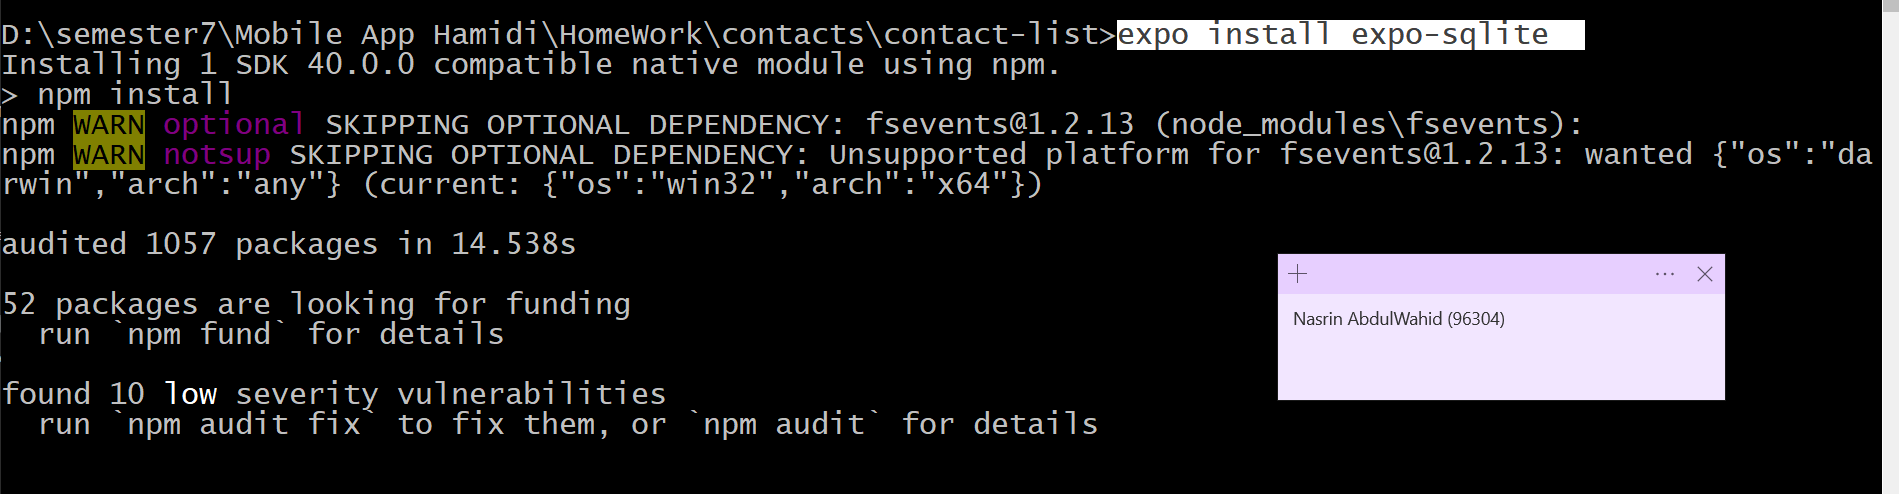 D:\semester7\Mobile App Hamidi\HomeWork\contacts\contact-list>expo install expo-sqlite
Installing 1 SDK 40.0.0 compatible native module using npm.
> npm install
npm WARN optional SKIPPING OPTIONAL DEPENDENCY: fsevents@1.2.13 (node_modules\fsevents):
npm WARN notsup SKIPPING OPTIONAL DEPENDENCY: Unsupported platform for fsevents@1.2.13: wanted {"os":"da
rwin","arch":"any"} (current: {"os":"win32","arch":"x64"})
audited 1057 packages in 14.538s
52 packages are looking for funding
run `npm fund` for details
found 10 low severity vulnerabilities
run `npm audit fix` to fix them, or `npm audit` for details
Nasrin AbdulWahid (96304)